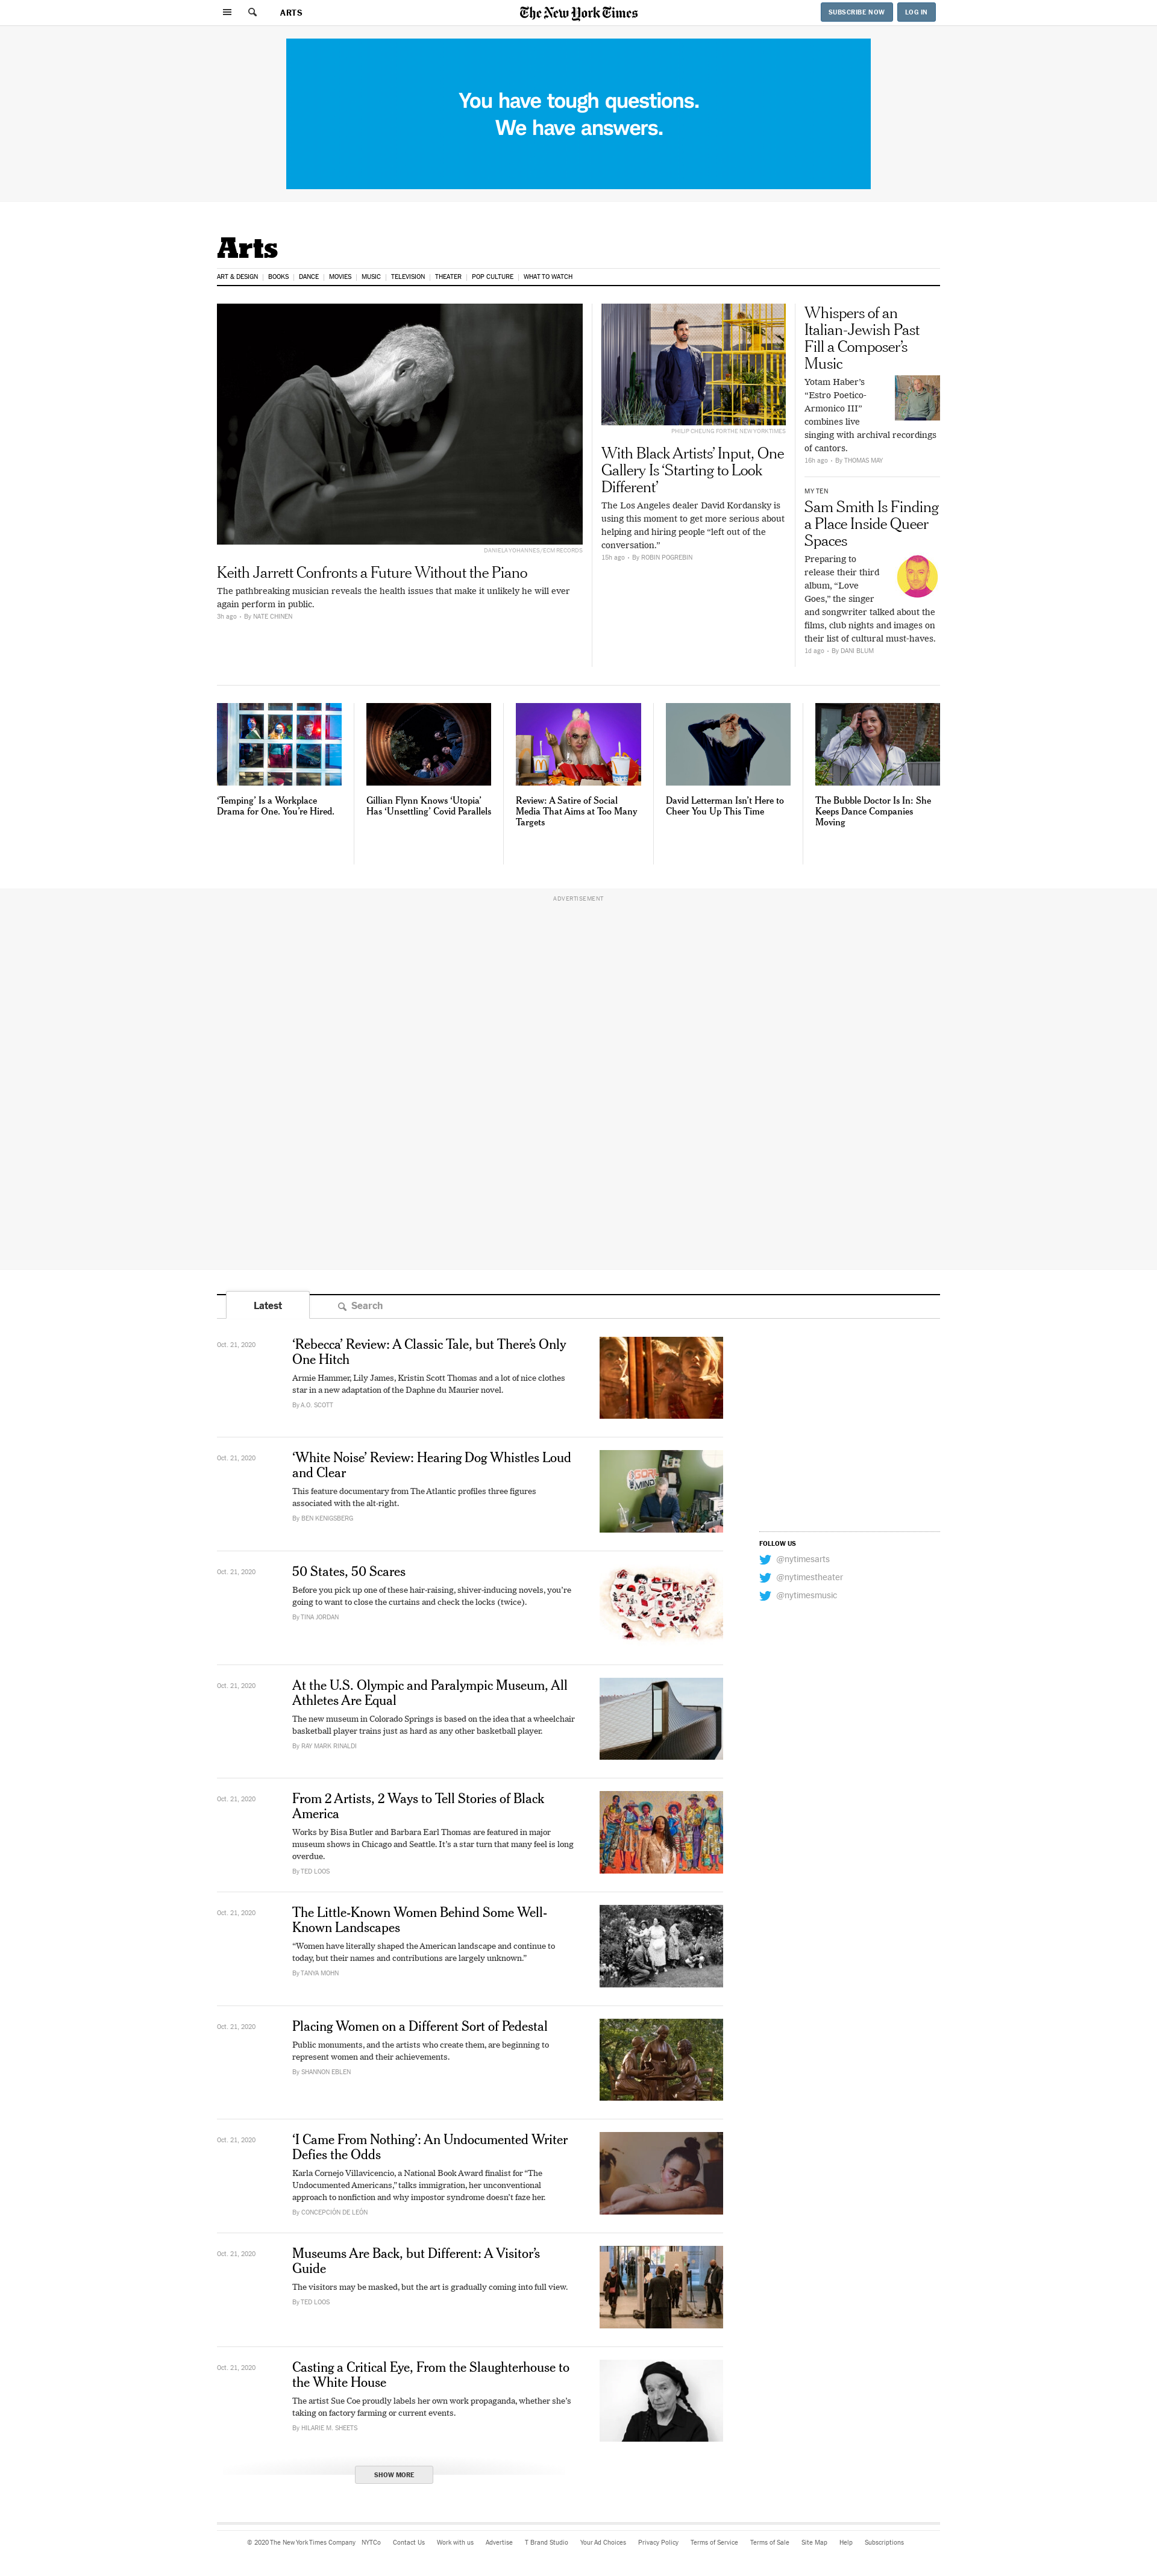 ARTS
The New York Times
SUBSCRIBE NOW
LOG IN
You have tough questions.
We have answers.
Arts
ART & DESIGN
BOOKS
DANCE
MOVIES
MUSIC
TELEVISION
THEATER
POP CULTURE
WHAT TO WATCH
DANIELA YOHANNES/ECM RECORDS
Keith Jarrett Confronts a Future Without the Piano
The pathbreaking musician reveals the health issues that make it unlikely he will ever
again perform in public.
3h ago • By NATE CHINEN
PHILIP CHEUNG FOR THE NEW YORK TIMES
With Black Artists’ Input, One
Gallery Is ‘Starting to Look
Different’
The Los Angeles dealer David Kordansky is
using this moment to get more serious about
helping and hiring people “left out of the
conversation.”
15h ago • By ROBIN POGREBIN
Whispers of an
Italian-Jewish Past
Fill a Composer’s
Music
Yotam Haber’s
“Estro Poetico-
Armonico III”
combines live
singing with archival recordings
of cantors.
16h ago • By THOMAS MAY
MY TEN
Sam Smith Is Finding
a Place Inside Queer
Spaces
Preparing to
release their third
album, “Love
Goes,” the singer
and songwriter talked about the
films, club nights and images on
their list of cultural must-haves.
1d ago • By DANI BLUM
‘Temping’ Is a Workplace
Drama for One. You’re Hired.
Gillian Flynn Knows ‘Utopia’
Has ‘Unsettling’ Covid Parallels
Review: A Satire of Social
Media That Aims at Too Many
Targets
David Letterman Isn’t Here to
Cheer You Up This Time
The Bubble Doctor Is In: She
Keeps Dance Companies
Moving
ADVERTISEMENT
Latest
Search
Oct. 21, 2020
‘Rebecca’ Review: A Classic Tale, but There’s Only
One Hitch
Armie Hammer, Lily James, Kristin Scott Thomas and a lot of nice clothes
star in a new adaptation of the Daphne du Maurier novel.
By A.O. SCOTT
Oct. 21, 2020
‘White Noise’ Review: Hearing Dog Whistles Loud
and Clear
This feature documentary from The Atlantic profiles three figures
associated with the alt-right.
By BEN KENIGSBERG
Oct. 21, 2020
50 States, 50 Scares
Before you pick up one of these hair-raising, shiver-inducing novels, you’re
going to want to close the curtains and check the locks (twice).
By TINA JORDAN
Oct. 21, 2020
At the U.S. Olympic and Paralympic Museum, All
Athletes Are Equal
The new museum in Colorado Springs is based on the idea that a wheelchair
basketball player trains just as hard as any other basketball player.
By RAY MARK RINALDI
Oct. 21, 2020
From 2 Artists, 2 Ways to Tell Stories of Black
America
Works by Bisa Butler and Barbara Earl Thomas are featured in major
museum shows in Chicago and Seattle. It’s a star turn that many feel is long
overdue.
By TED LOOS
Oct. 21, 2020
The Little-Known Women Behind Some Well-
Known Landscapes
“Women have literally shaped the American landscape and continue to
today, but their names and contributions are largely unknown.”
By TANYA MOHN
Oct. 21, 2020
Placing Women on a Different Sort of Pedestal
Public monuments, and the artists who create them, are beginning to
represent women and their achievements.
By SHANNON EBLEN
Oct. 21, 2020
‘I Came From Nothing’: An Undocumented Writer
Defies the Odds
Karla Cornejo Villavicencio, a National Book Award finalist for “The
Undocumented Americans,” talks immigration, her unconventional
approach to nonfiction and why impostor syndrome doesn’t faze her.
By CONCEPCIÓN DE LEÓN
Oct. 21, 2020
Museums Are Back, but Different: A Visitor’s
Guide
The visitors may be masked, but the art is gradually coming into full view.
By TED LOOS
Oct. 21, 2020
Casting a Critical Eye, From the Slaughterhouse to
the White House
The artist Sue Coe proudly labels her own work propaganda, whether she’s
taking on factory farming or current events.
By HILARIE M. SHEETS
SHOW MORE
FOLLOW US
@nytimesarts
@nytimestheater
@nytimesmusic
© 2020 The New York Times Company
NYTCo
Contact Us
Work with us
Advertise
T Brand Studio
Your Ad Choices
Privacy Policy
Terms of Service
Terms of Sale
Site Map
Help
Subscriptions